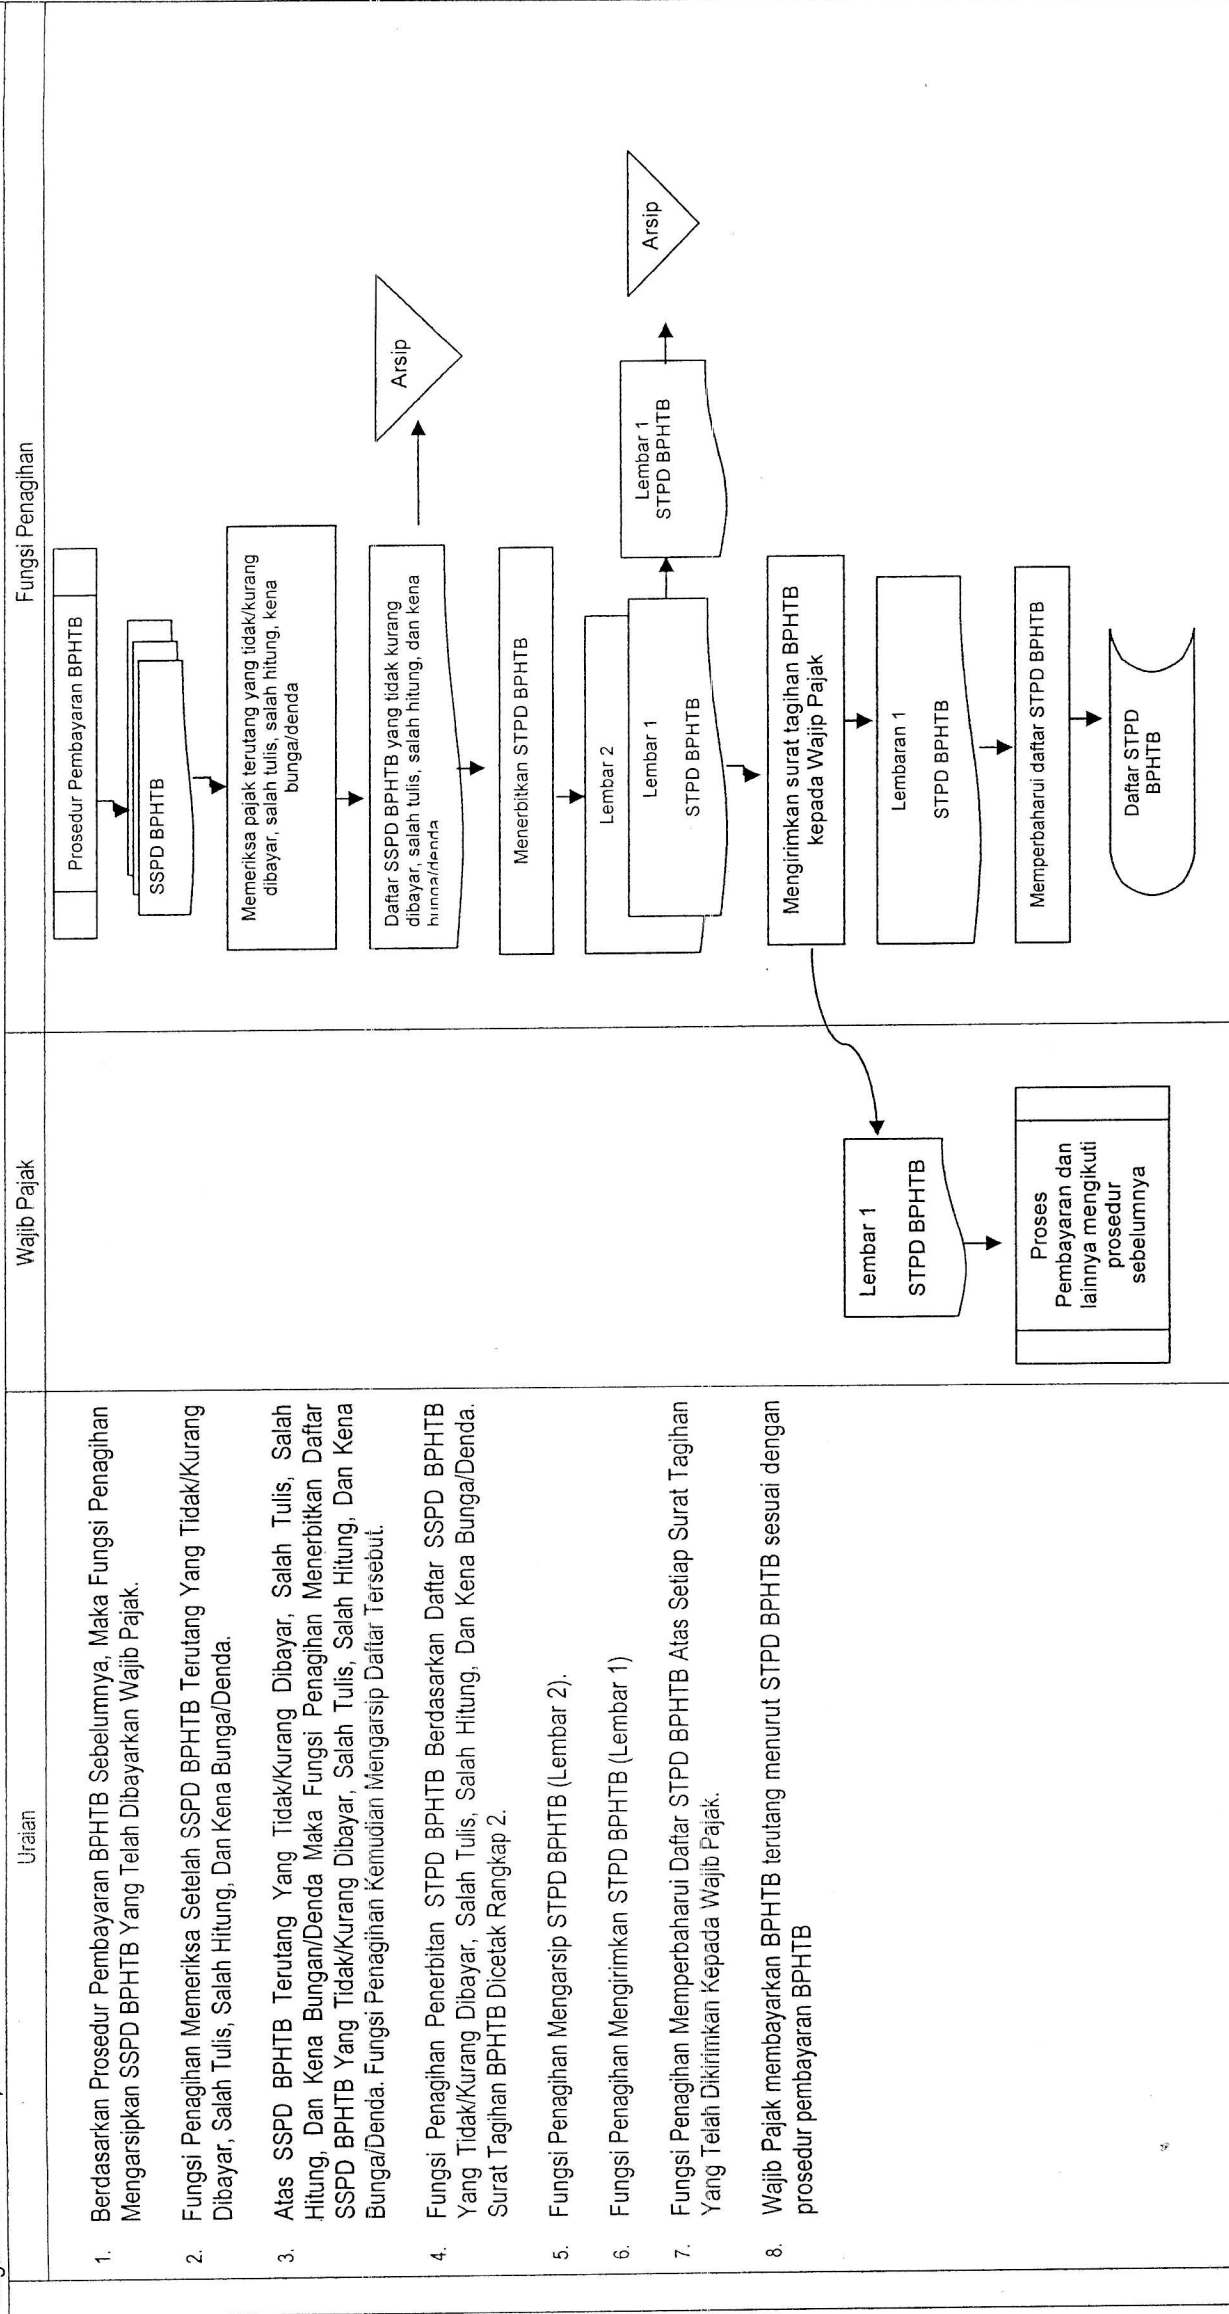 Uraian
Wajib Pajak
Fungsi Penagihan
1. Berdasarkan Prosedur Pembayaran BPHTB Sebelumnya, Maka Fungsi Penagihan
Mengarsipkan SSPD BPHTB Yang Telah Dibayarkan Wajib Pajak.
2. Fungsi Penagihan Memeriksa Setelah SSPD BPHTB Terutang Yang Tidak/Kurang
Dibayar, Salah Tulis, Salah Hitung, Dan Kena Bunga/Denda.
3. Atas SSPD BPHTB Terutang Yang Tidak/Kurang Dibayar, Salah Tulis, Salah
Hitung, Dan Kena Bungan/Denda Maka Fungsi Penagihan Menerbitkan Daftar
SSPD BPHTB Yang Tidak/Kurang Dibayar, Salah Tulis, Salah Hitung, Dan Kena
Bunga/Denda. Fungsi Penagihan Kemudian Mengarsip Daftar Tersebut.
4. Fungsi Penagihan Penerbitan STPD BPHTB Berdasarkan Daftar SSPD BPHTB
Yang Tidak/Kurang Dibayar, Salah Tulis, Salah Hitung, Dan Kena Bunga/Denda.
Surat Tagihan BPHTB Dicetak Rangkap 2.
5. Fungsi Penagihan Mengarsip STPD BPHTB (Lembar 2).
6. Fungsi Penagihan Mengirimkan STPD BPHTB (Lembar 1)
7. Fungsi Penagihan Memperbaharui Daftar STPD BPHTB Atas Setiap Surat Tagihan
Yang Telah Dikirimkan Kepada Wajib Pajak.
8. Wajib Pajak membayarkan BPHTB terutang menurut STPD BPHTB sesuai dengan
prosedur pembayaran BPHTB
Lembar 1
STPD BPHTB
Proses
Pembayaran dan
lainnya mengikuti
prosedur
sebelumnya
Prosedur Pembayaran BPHTB
SSPD BPHTB
Memeriksa pajak terutang yang tidak/kurang
dibayar, salah tulis, salah hitung, kena
bunga/denda
Daftar SSPD BPHTB yang tidak kurang
dibayar, salah tulis, salah hitung, dan kena
bunga/denda
Arsip
Menerbitkan STPD BPHTB
Lembar 2
Lembar 1
STPD BPHTB
Lembar 1
STPD BPHTB
Arsip
Mengirimkan surat tagihan BPHTB
kepada Wajip Pajak
Lembaran 1
STPD BPHTB
Memperbaharui daftar STPD BPHTB
Daftar STPD
BPHTB